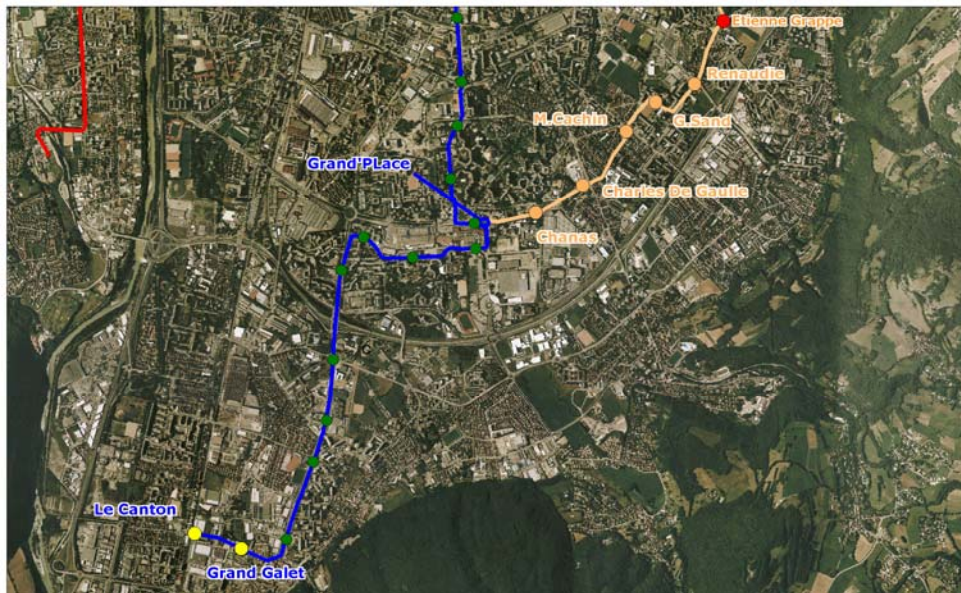 Etienne Grappe
Renaudie
M.Cachin
G.Sand
Grand'PLace
Charles De Gaulle
Chanas
Le Canton
Grand Galet